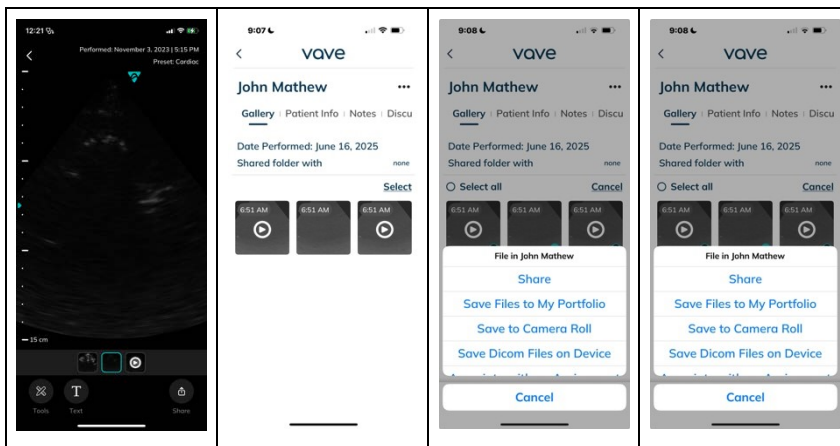 12:21
Performed: November 3, 2023 | 5:15 PM
Preset: Cardiac
15 cm
Tools
Text
Share
9:07
vave
John Mathew
Gallery | Patient Info | Notes | Discu
Date Performed: June 16, 2025
Shared folder with none
Select
6:51 AM 6:51 AM 6:51 AM
9:08
vave
John Mathew
Gallery | Patient Info | Notes | Discu
Date Performed: June 16, 2025
Shared folder with none
Select all Cancel
6:51 AM 6:51 AM 6:51 AM
File in John Mathew
Share
Save Files to My Portfolio
Save to Camera Roll
Save Dicom Files on Device
Cancel
9:08
vave
John Mathew
Gallery | Patient Info | Notes | Discu
Date Performed: June 16, 2025
Shared folder with none
Select all Cancel
6:51 AM 6:51 AM 6:51 AM
File in John Mathew
Share
Save Files to My Portfolio
Save to Camera Roll
Save Dicom Files on Device
Cancel